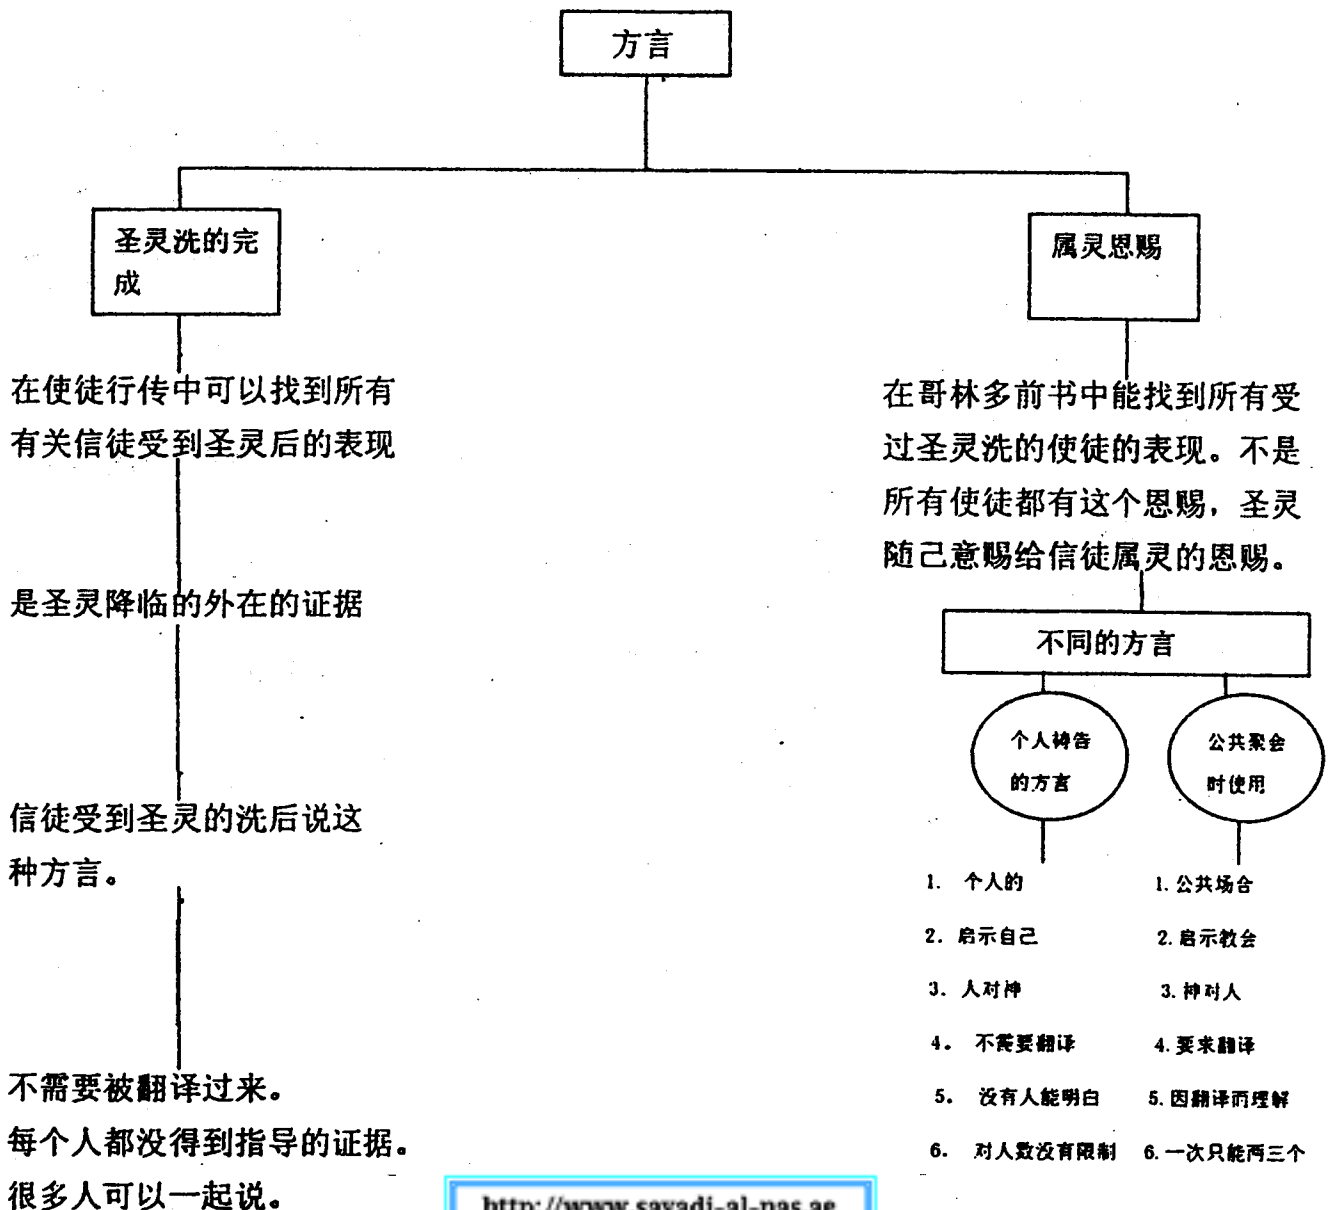 方言
圣灵洗的完
成
在使徒行传中可以找到所有
有关信徒受到圣灵后的表现
是圣灵降临的外在的证据
信徒受到圣灵的洗后说这
种方言。
不需要被翻译过来。
每个人都没得到指导的证据。
很多人可以一起说。
属灵恩赐
在哥林多前书中能找到所有受
过圣灵洗的使徒的表现。不是
所有使徒都有这个恩赐，圣灵
随己意赐给信徒属灵的恩赐。
不同的方言
个人祷告
的方言
1. 个人的
2. 启示自己
3. 人对神
4. 不需要翻译
5. 没有人能明白
6. 对人数没有限制
公共聚会
时使用
1. 公共场合
2. 启示教会
3. 神对人
4. 要求翻译
5. 因翻译而理解
6. 一次只能两三个
http://www.sayadi-al-nas.ae